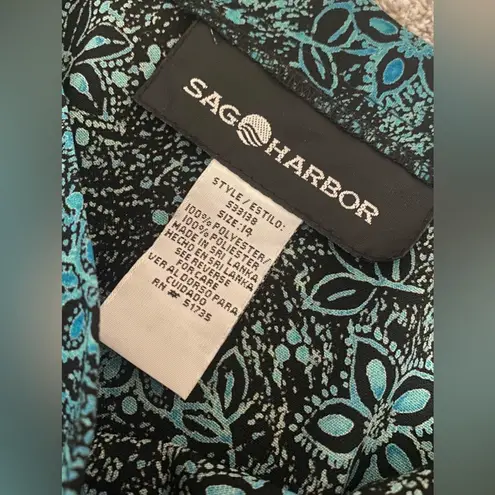 SAG HARBOR
STYLE/ESTILO:
533138
SIZE: 14
100% POLYESTER/
100% POLIESTER
MADE IN SRI LANKA/
HECHO EN SRI LANKA
SEE REVERSE
FOR CARE
VER AL DORSO PARA
CUIDADO
RN # 51735